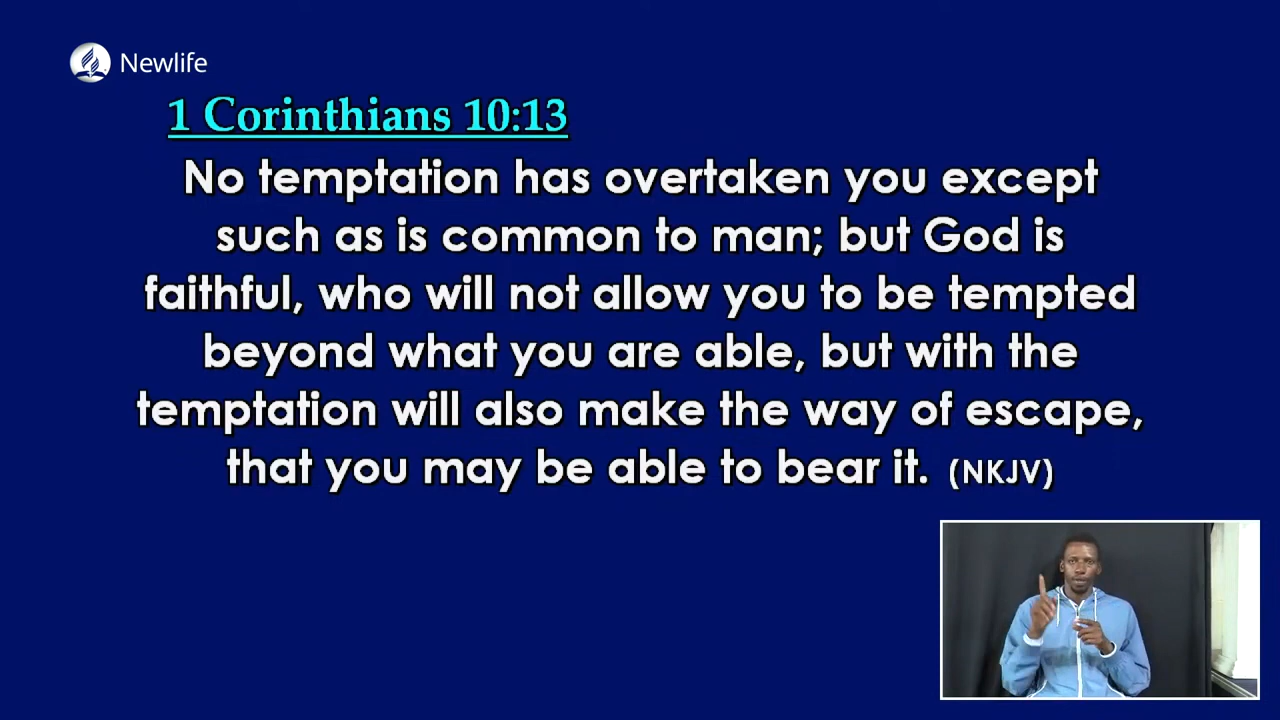 Newlife
1 Corinthians 10:13
No temptation has overtaken you except
such as is common to man; but God is
faithful, who will not allow you to be tempted
beyond what you are able, but with the
temptation will also make the way of escape,
that you may be able to bear it. (NKJV)